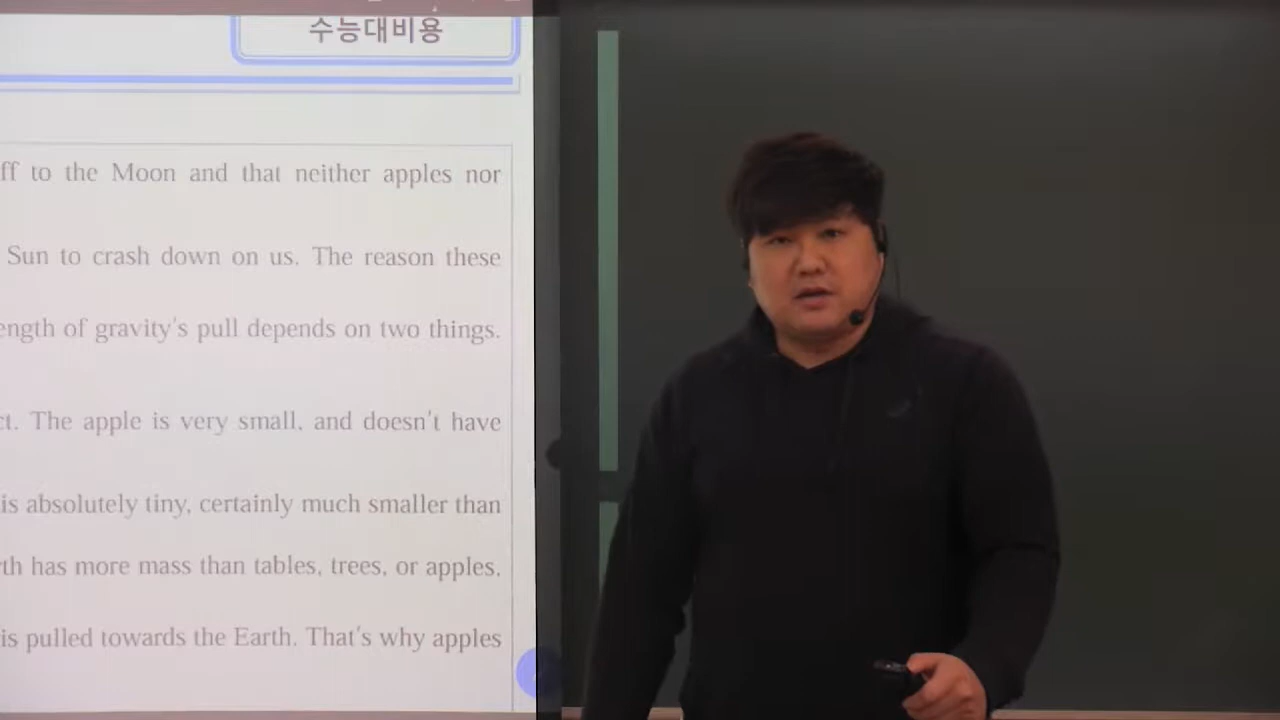 수능대비용
ff to the Moon and that neither apples nor
Sun to crash down on us. The reason these
ength of gravity's pull depends on two things.
ct. The apple is very small, and doesn't have
is absolutely tiny, certainly much smaller than
th has more mass than tables, trees, or apples,
is pulled towards the Earth. That's why apples